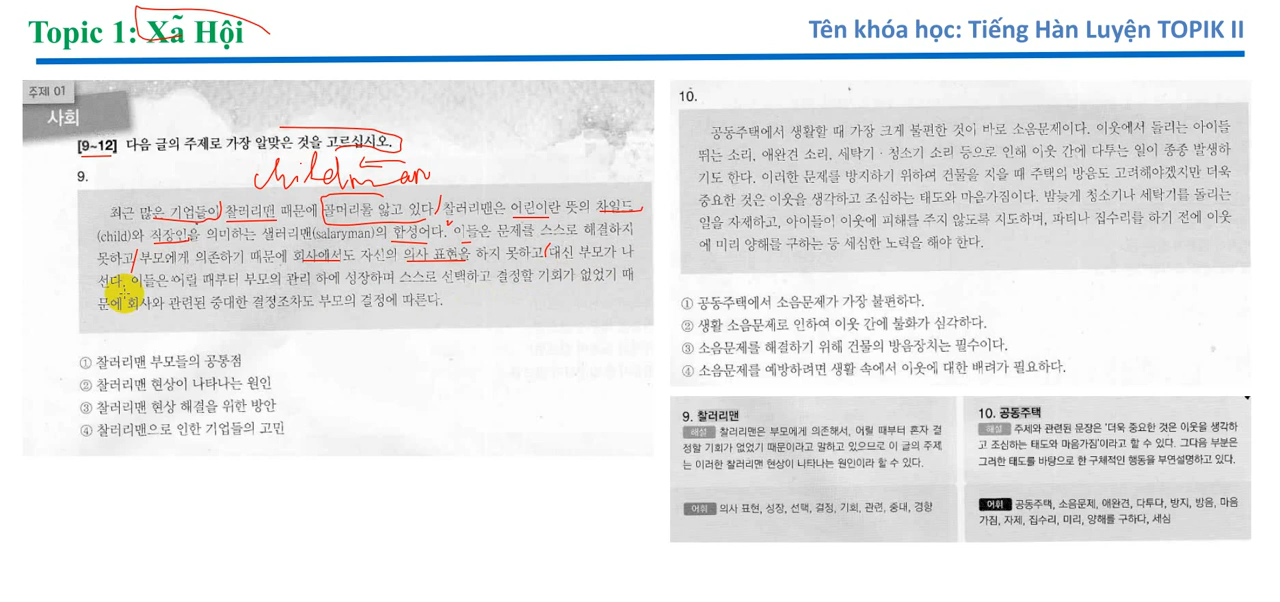 Topic 1: Xã Hội
Tên khóa học: Tiếng Hàn Luyện TOPIK II
주제 01
사회
[9~12] 다음 글의 주제로 가장 알맞은 것을 고르십시오.
childman
9.
최근 많은 기업들이 찰러리맨 때문에 골머리를 앓고 있다. 찰러리맨은 어린이란 뜻의 차일드
(child)와 직장인을 의미하는 샐러리맨(salaryman)의 합성어다. 이들은 문제를 스스로 해결하지
못하고 부모에게 의존하기 때문에 회사에서도 자신의 의사 표현을 하지 못하고 대신 부모가 나
선다. 이들은 어릴 때부터 부모의 관리 하에 성장하며 스스로 선택하고 결정할 기회가 없었기 때
문에 회사와 관련된 중대한 결정조차도 부모의 결정에 따른다.
① 찰러리맨 부모들의 공통점
② 찰러리맨 현상이 나타나는 원인
③ 찰러리맨 현상 해결을 위한 방안
④ 찰러리맨으로 인한 기업들의 고민
10.
공동주택에서 생활할 때 가장 크게 불편한 것이 바로 소음문제이다. 이웃에서 들리는 아이들
뛰는 소리, 애완견 소리, 세탁기·청소기 소리 등으로 인해 이웃 간에 다투는 일이 종종 발생하
기도 한다. 이러한 문제를 방지하기 위하여 건물을 지을 때 주택의 방음도 고려해야겠지만 더욱
중요한 것은 이웃을 생각하고 조심하는 태도와 마음가짐이다. 밤늦게 청소기나 세탁기를 돌리는
일을 자제하고, 아이들이 이웃에 피해를 주지 않도록 지도하며, 파티나 집수리를 하기 전에 이웃
에 미리 양해를 구하는 등 세심한 노력을 해야 한다.
① 공동주택에서 소음문제가 가장 불편하다.
② 생활 소음문제로 인하여 이웃 간에 불화가 심각하다.
③ 소음문제를 해결하기 위해 건물의 방음장치는 필수이다.
④ 소음문제를 예방하려면 생활 속에서 이웃에 대한 배려가 필요하다.
9. 찰러리맨
해설 찰러리맨은 부모에게 의존해서, 어릴 때부터 혼자 결
정할 기회가 없었기 때문이라고 말하고 있으므로 이 글의 주제
는 이러한 찰러리맨 현상이 나타나는 원인이라 할 수 있다.
어휘 의사 표현, 성장, 선택, 결정, 기회, 관련, 중대, 경향
10. 공동주택
해설 주제와 관련된 문장은 '더욱 중요한 것은 이웃을 생각하
고 조심하는 태도와 마음가짐'이라고 할 수 있다. 그다음 부분은
그러한 태도를 바탕으로 한 구체적인 행동을 부연설명하고 있다.
어휘 공동주택, 소음문제, 애완견, 다투다, 방지, 방음, 마음
가짐, 자제, 집수리, 미리, 양해를 구하다, 세심